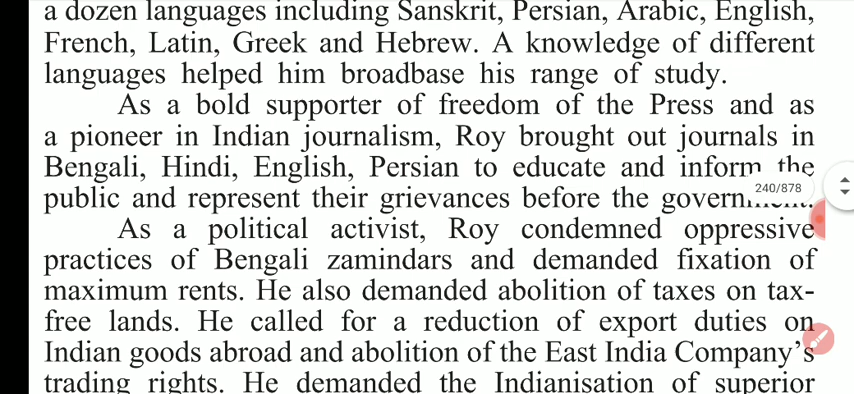 a dozen languages including Sanskrit, Persian, Arabic, English,
French, Latin, Greek and Hebrew. A knowledge of different
languages helped him broadbase his range of study.
As a bold supporter of freedom of the Press and as
a pioneer in Indian journalism, Roy brought out journals in
Bengali, Hindi, English, Persian to educate and inform the
public and represent their grievances before the government.
240/878
As a political activist, Roy condemned oppressive
practices of Bengali zamindars and demanded fixation of
maximum rents. He also demanded abolition of taxes on tax-
free lands. He called for a reduction of export duties on
Indian goods abroad and abolition of the East India Company's
trading rights. He demanded the Indianisation of superior